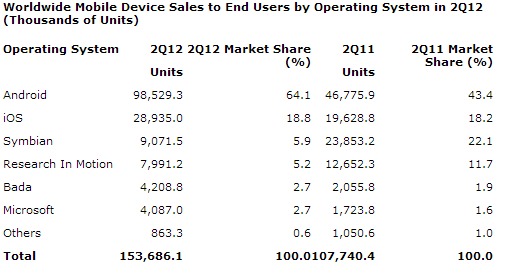 Worldwide Mobile Device Sales to End Users by Operating System in 2Q12
(Thousands of Units)
Operating System 2Q12 2Q12 Market Share 2Q11 2Q11 Market
(%) Share (%)
Units Units
Android 98,529.3 64.1 46,775.9 43.4
iOS 28,935.0 18.8 19,628.8 18.2
Symbian 9,071.5 5.9 23,853.2 22.1
Research In Motion 7,991.2 5.2 12,652.3 11.7
Bada 4,208.8 2.7 2,055.8 1.9
Microsoft 4,087.0 2.7 1,723.8 1.6
Others 863.3 0.6 1,050.6 1.0
Total 153,686.1 100.0107,740.4 100.0